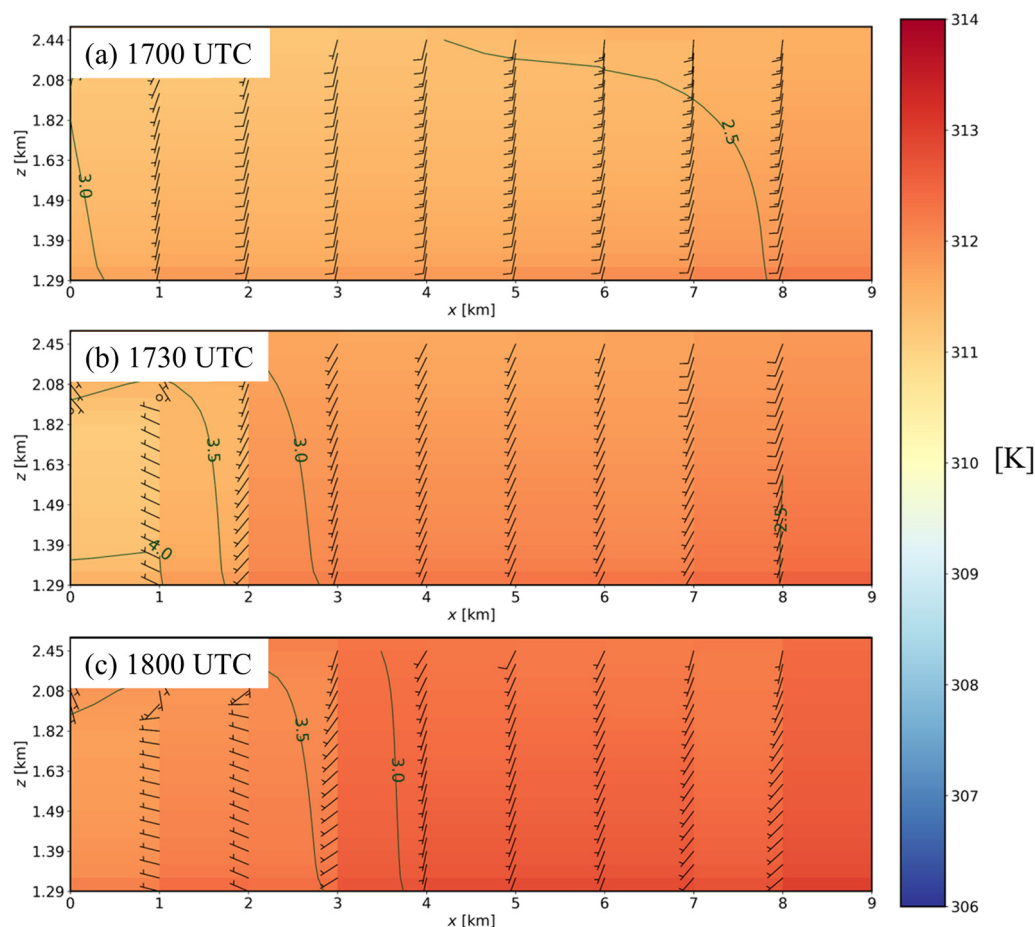 (a) 1700 UTC
2.44
2.08
1.82
1.63
1.49
1.39
1.29
z [km]
3.0
2.5
0 1 2 3 4 5 6 7 8 9
x [km]
(b) 1730 UTC
2.45
2.08
1.82
1.63
1.49
1.39
1.29
z [km]
3.5
3.0
4.0
2.5
0 1 2 3 4 5 6 7 8 9
x [km]
(c) 1800 UTC
2.45
2.08
1.82
1.63
1.49
1.39
1.29
z [km]
3.5
3.0
0 1 2 3 4 5 6 7 8 9
x [km]
314
313
312
311
310
309
308
307
306
[K]